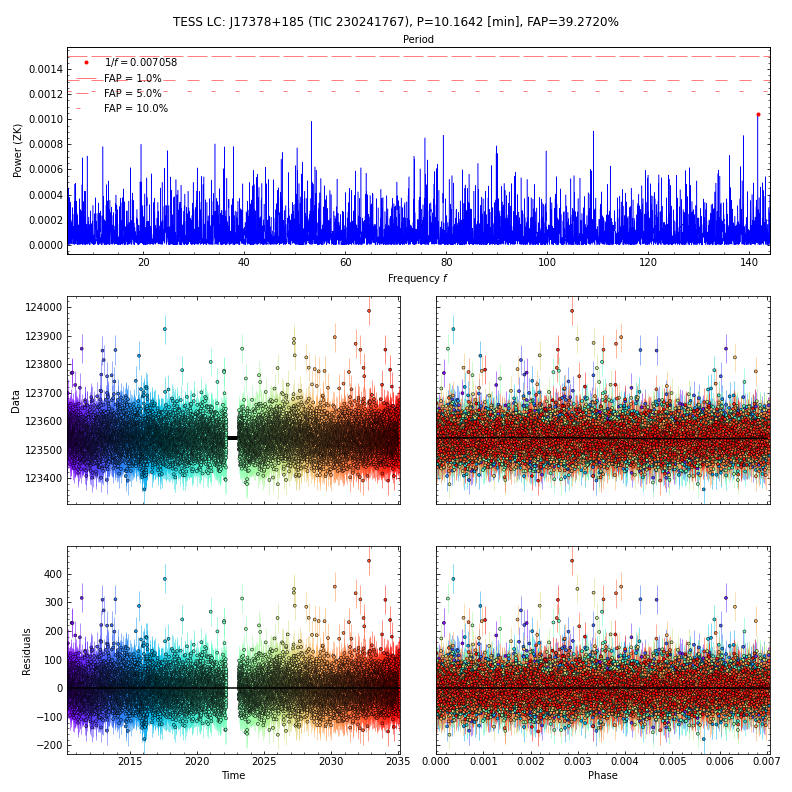 TESS LC: J17378+185 (TIC 230241767), P=10.1642 [min], FAP=39.2720%
Period
Power (ZK)
0.0014
0.0012
0.0010
0.0008
0.0006
0.0004
0.0002
0.0000
1/f = 0.007058
FAP = 1.0%
FAP = 5.0%
FAP = 10.0%
20 40 60 80 100 120 140
Frequency f
Data
124000
123900
123800
123700
123600
123500
123400
Residuals
400
300
200
100
0
−100
−200
2015 2020 2025 2030 2035
Time
0.000 0.001 0.002 0.003 0.004 0.005 0.006 0.007
Phase